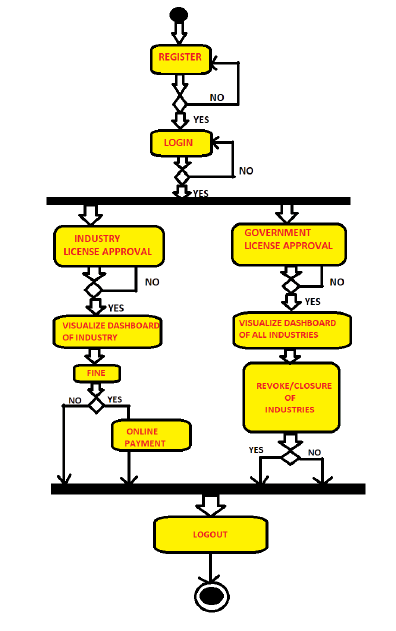 REGISTER
NO
YES
LOGIN
NO
YES
INDUSTRY
LICENSE APPROVAL
NO
YES
GOVERNMENT
LICENSE APPROVAL
NO
YES
VISUALIZE DASHBOARD
OF INDUSTRY
VISUALIZE DASHBOARD
OF ALL INDUSTRIES
FINE
NO
YES
REVOKE/CLOSURE
OF
INDUSTRIES
ONLINE
PAYMENT
YES
NO
LOGOUT